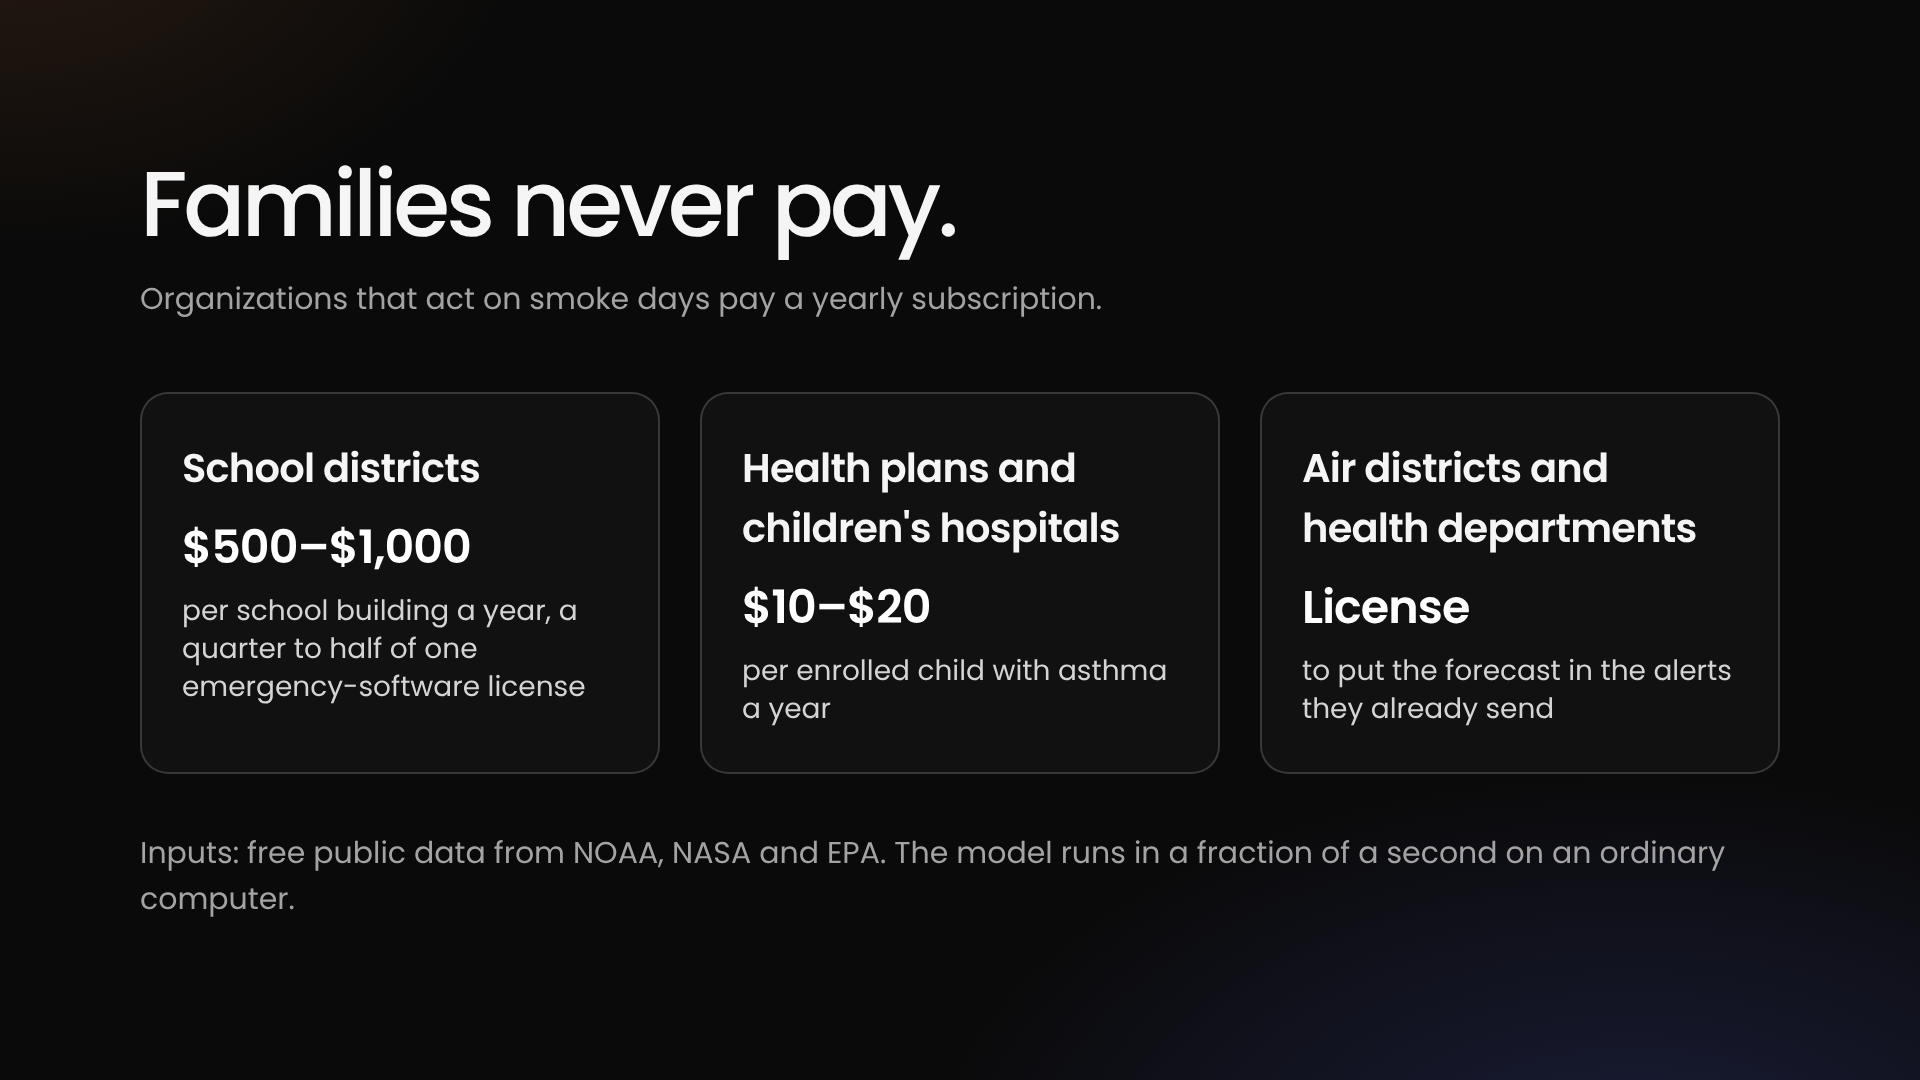 Families never pay.
Organizations that act on smoke days pay a yearly subscription.
School districts
$500–$1,000
per school building a year, a
quarter to half of one
emergency-software license
Health plans and
children's hospitals
$10–$20
per enrolled child with asthma
a year
Air districts and
health departments
License
to put the forecast in the alerts
they already send
Inputs: free public data from NOAA, NASA and EPA. The model runs in a fraction of a second on an ordinary
computer.